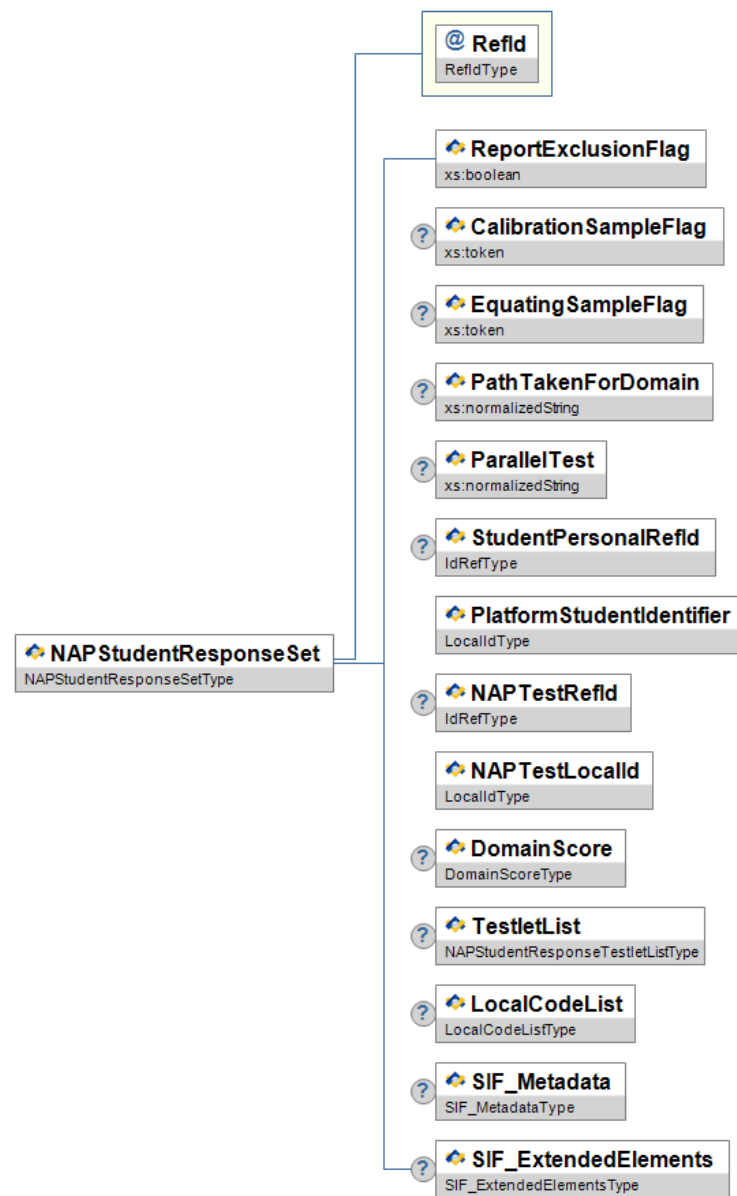 @ RefId
RefIdType
ReportExclusionFlag
xs:boolean
? CalibrationSampleFlag
xs:token
? EquatingSampleFlag
xs:token
? PathTakenForDomain
xs:normalizedString
? ParallelTest
xs:normalizedString
? StudentPersonalRefId
IdRefType
PlatformStudentIdentifier
LocalIdType
NAPStudentResponseSet
NAPStudentResponseSetType
? NAPTestRefId
IdRefType
NAPTestLocalId
LocalIdType
? DomainScore
DomainScoreType
? TestletList
NAPStudentResponseTestletListType
? LocalCodeList
LocalCodeListType
? SIF_Metadata
SIF_MetadataType
? SIF_ExtendedElements
SIF_ExtendedElementsType